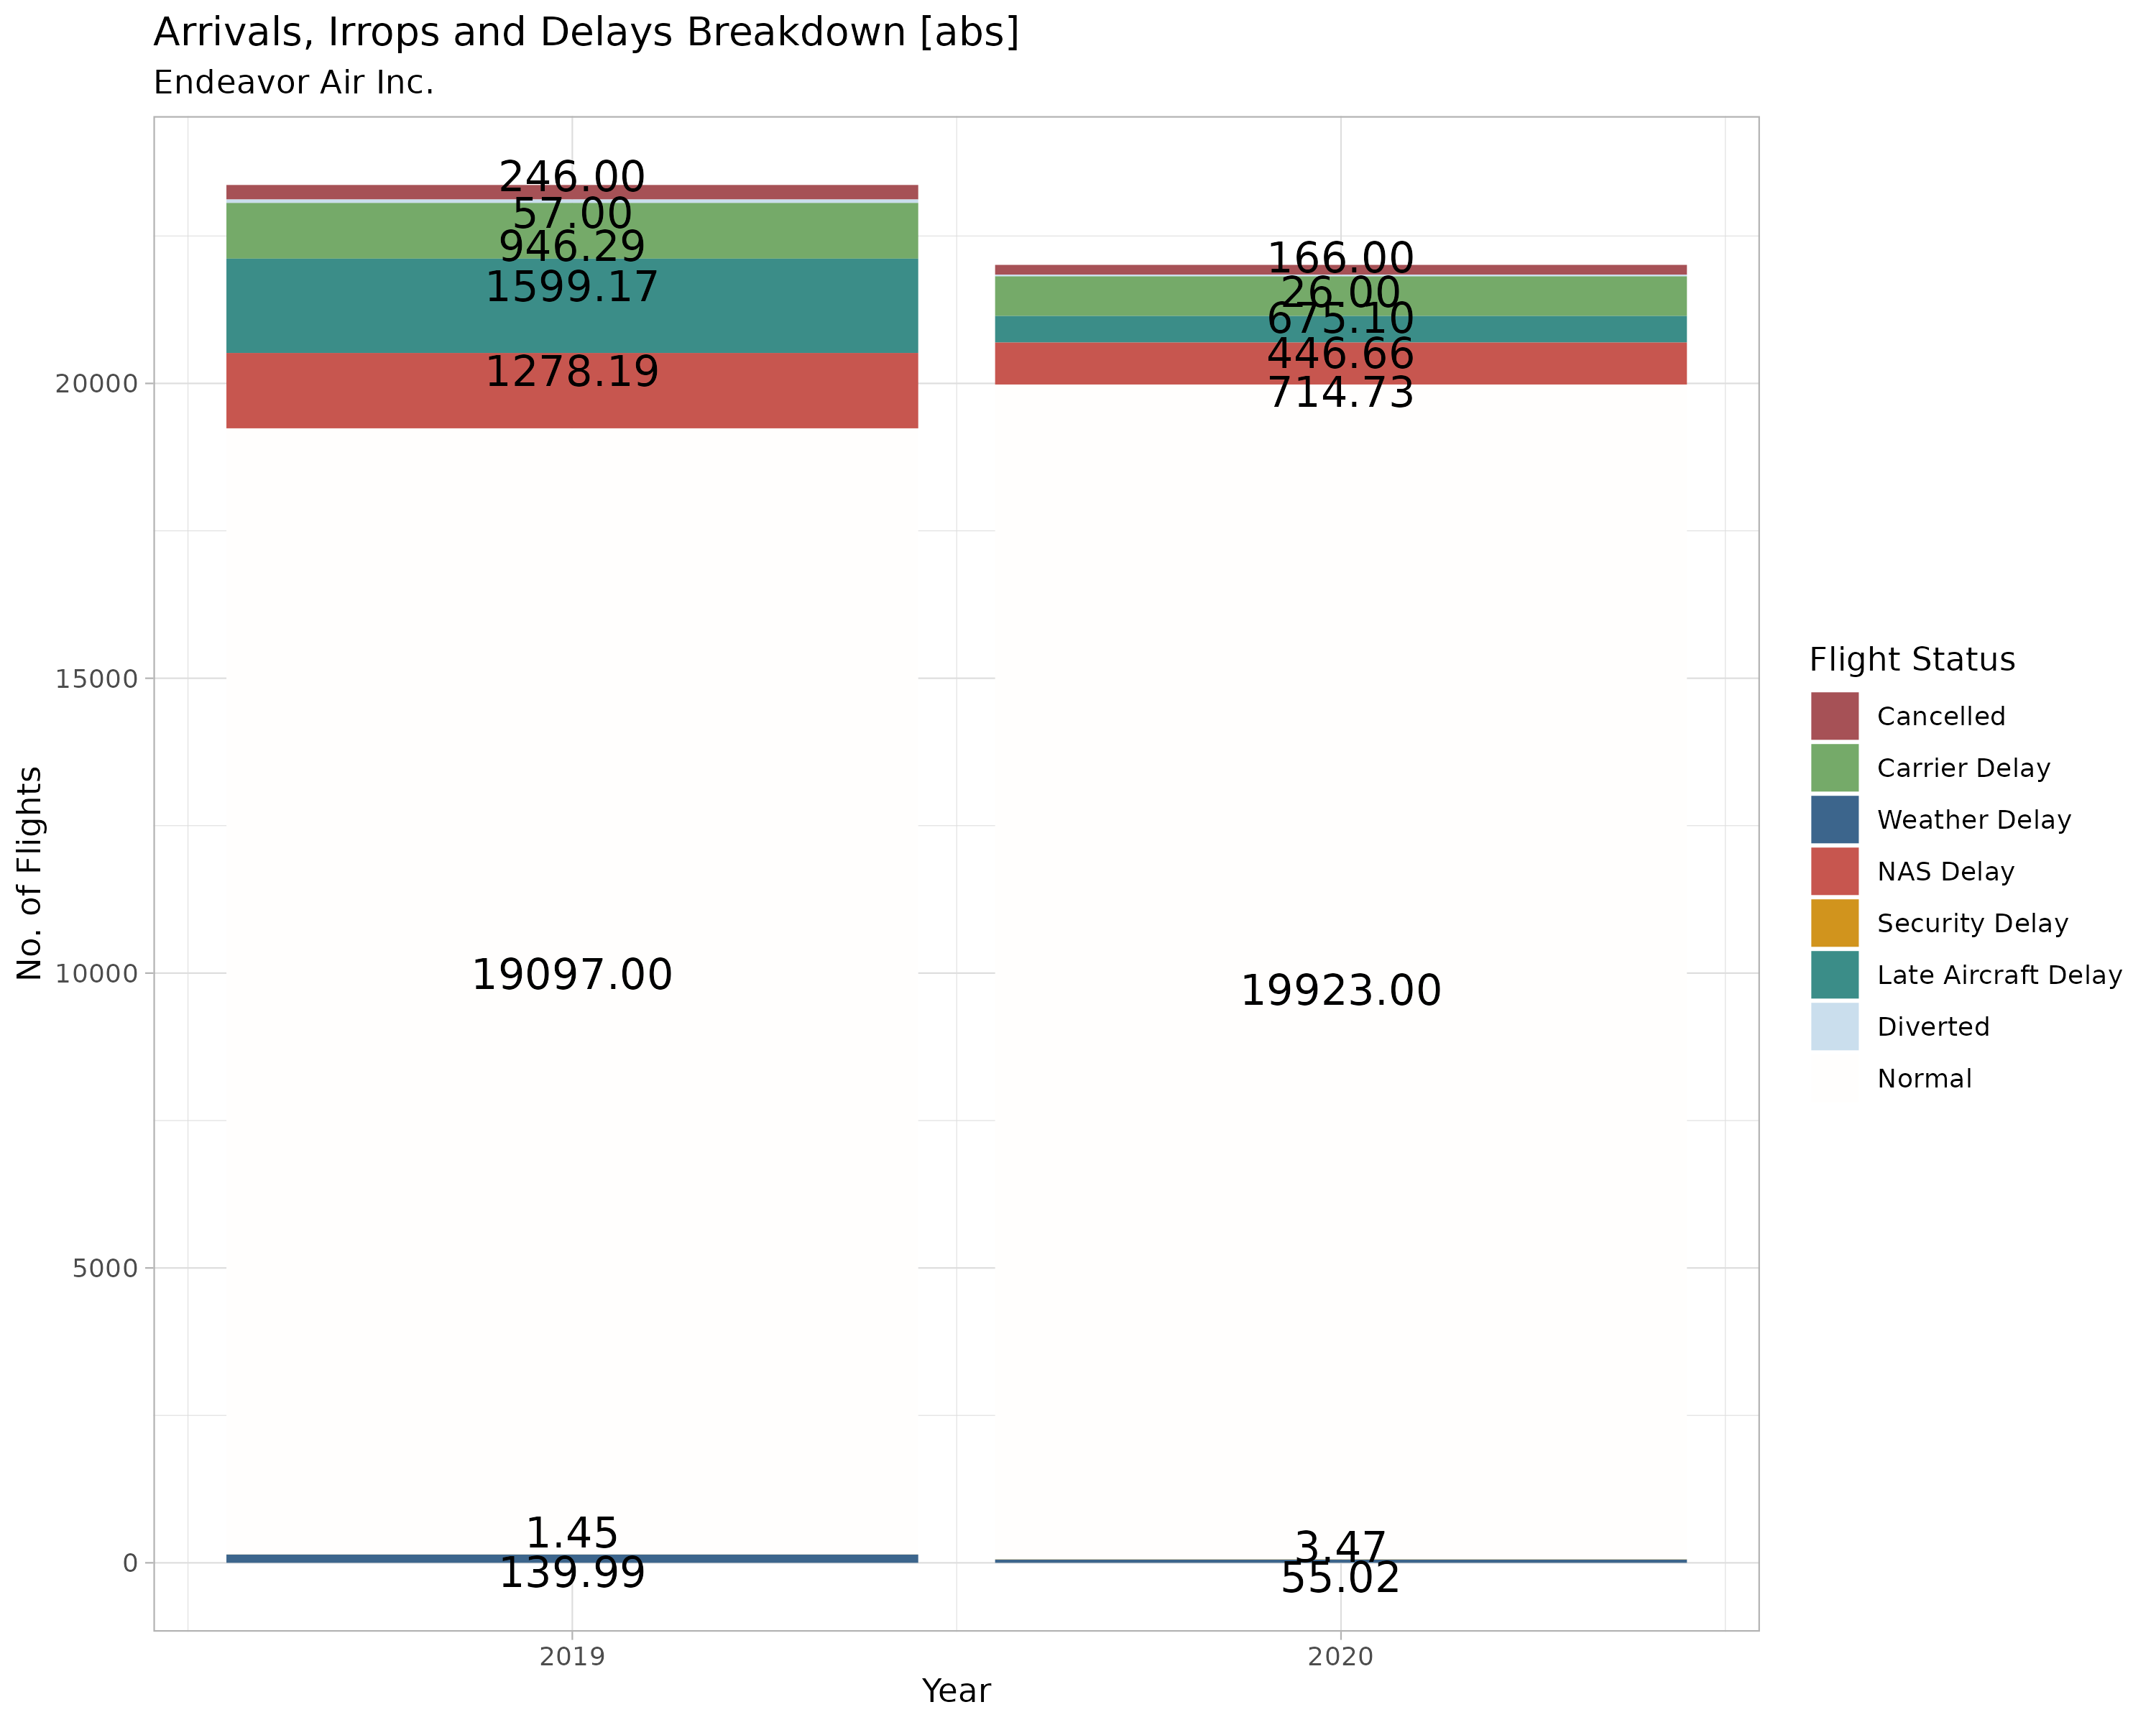 Arrivals, Irrops and Delays Breakdown [abs]
Endeavor Air Inc.
246.00
57.00
946.29
1599.17
1278.19
19097.00
1.45
139.99
166.00
26.00
675.10
446.66
714.73
19923.00
3.47
55.02
20000
15000
10000
5000
0
No. of Flights
2019
2020
Year
Flight Status
Cancelled
Carrier Delay
Weather Delay
NAS Delay
Security Delay
Late Aircraft Delay
Diverted
Normal